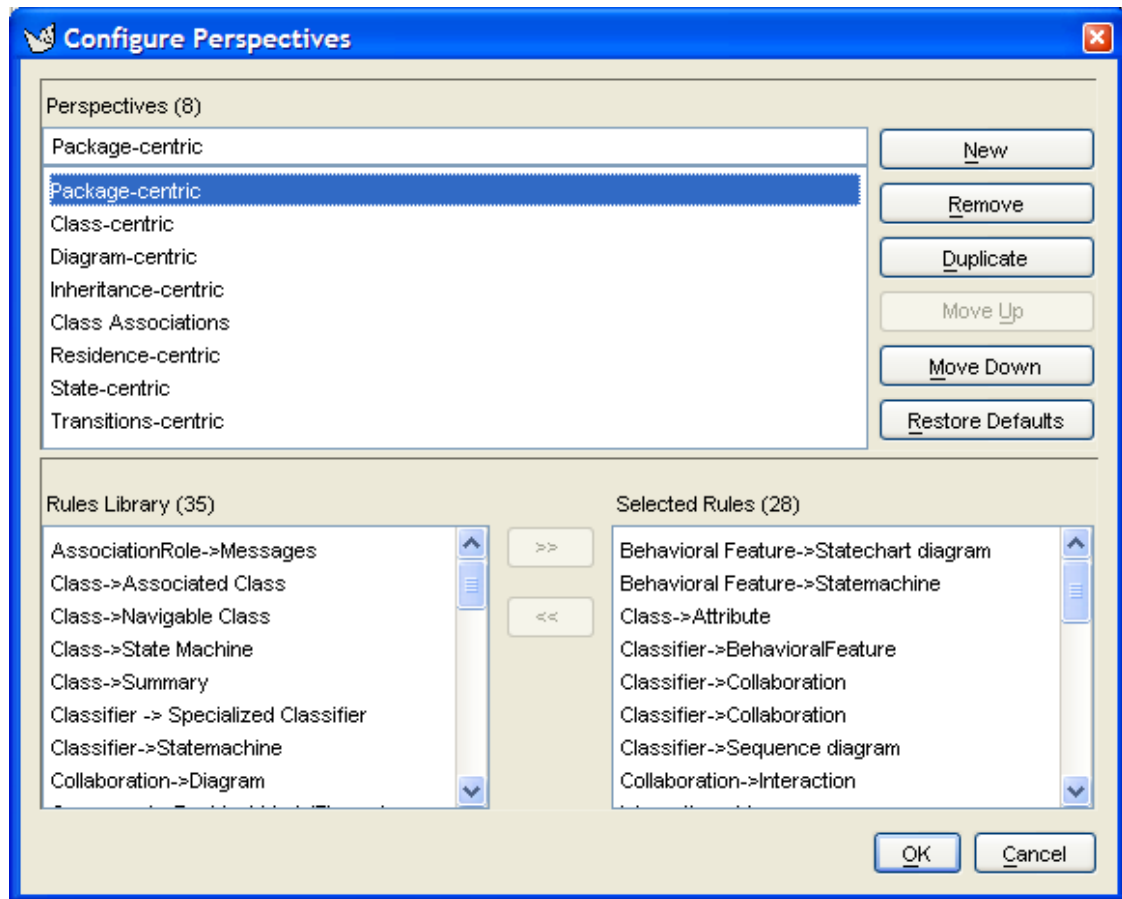 Configure Perspectives
Perspectives (8)
Package-centric
New
Package-centric
Remove
Class-centric
Diagram-centric
Duplicate
Inheritance-centric
Class Associations
Move Up
Residence-centric
Move Down
State-centric
Transitions-centric
Restore Defaults
Rules Library (35)
Selected Rules (28)
AssociationRole->Messages
>>
Behavioral Feature->Statechart diagram
Class->Associated Class
Behavioral Feature->Statemachine
Class->Navigable Class
<<
Class->Attribute
Class->State Machine
Classifier->BehavioralFeature
Class->Summary
Classifier->Collaboration
Classifier -> Specialized Classifier
Classifier->Collaboration
Classifier->Statemachine
Classifier->Sequence diagram
Collaboration->Diagram
Collaboration->Interaction
OK
Cancel